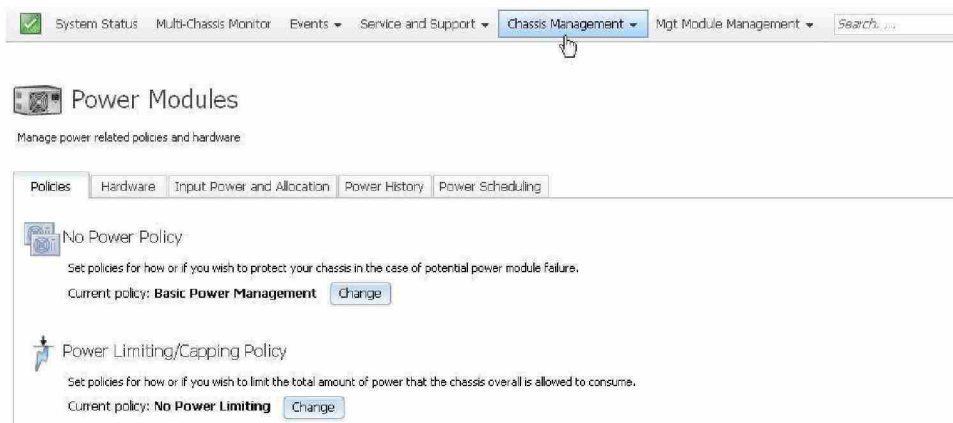 System Status Multi-Chassis Monitor Events Service and Support Chassis Management Mgt Module Management Search. ...
Power Modules
Manage power related policies and hardware
Policies Hardware Input Power and Allocation Power History Power Scheduling
No Power Policy
Set policies for how or if you wish to protect your chassis in the case of potential power module failure.
Current policy: Basic Power Management Change
Power Limiting/Capping Policy
Set policies for how or if you wish to limit the total amount of power that the chassis overall is allowed to consume.
Current policy: No Power Limiting Change